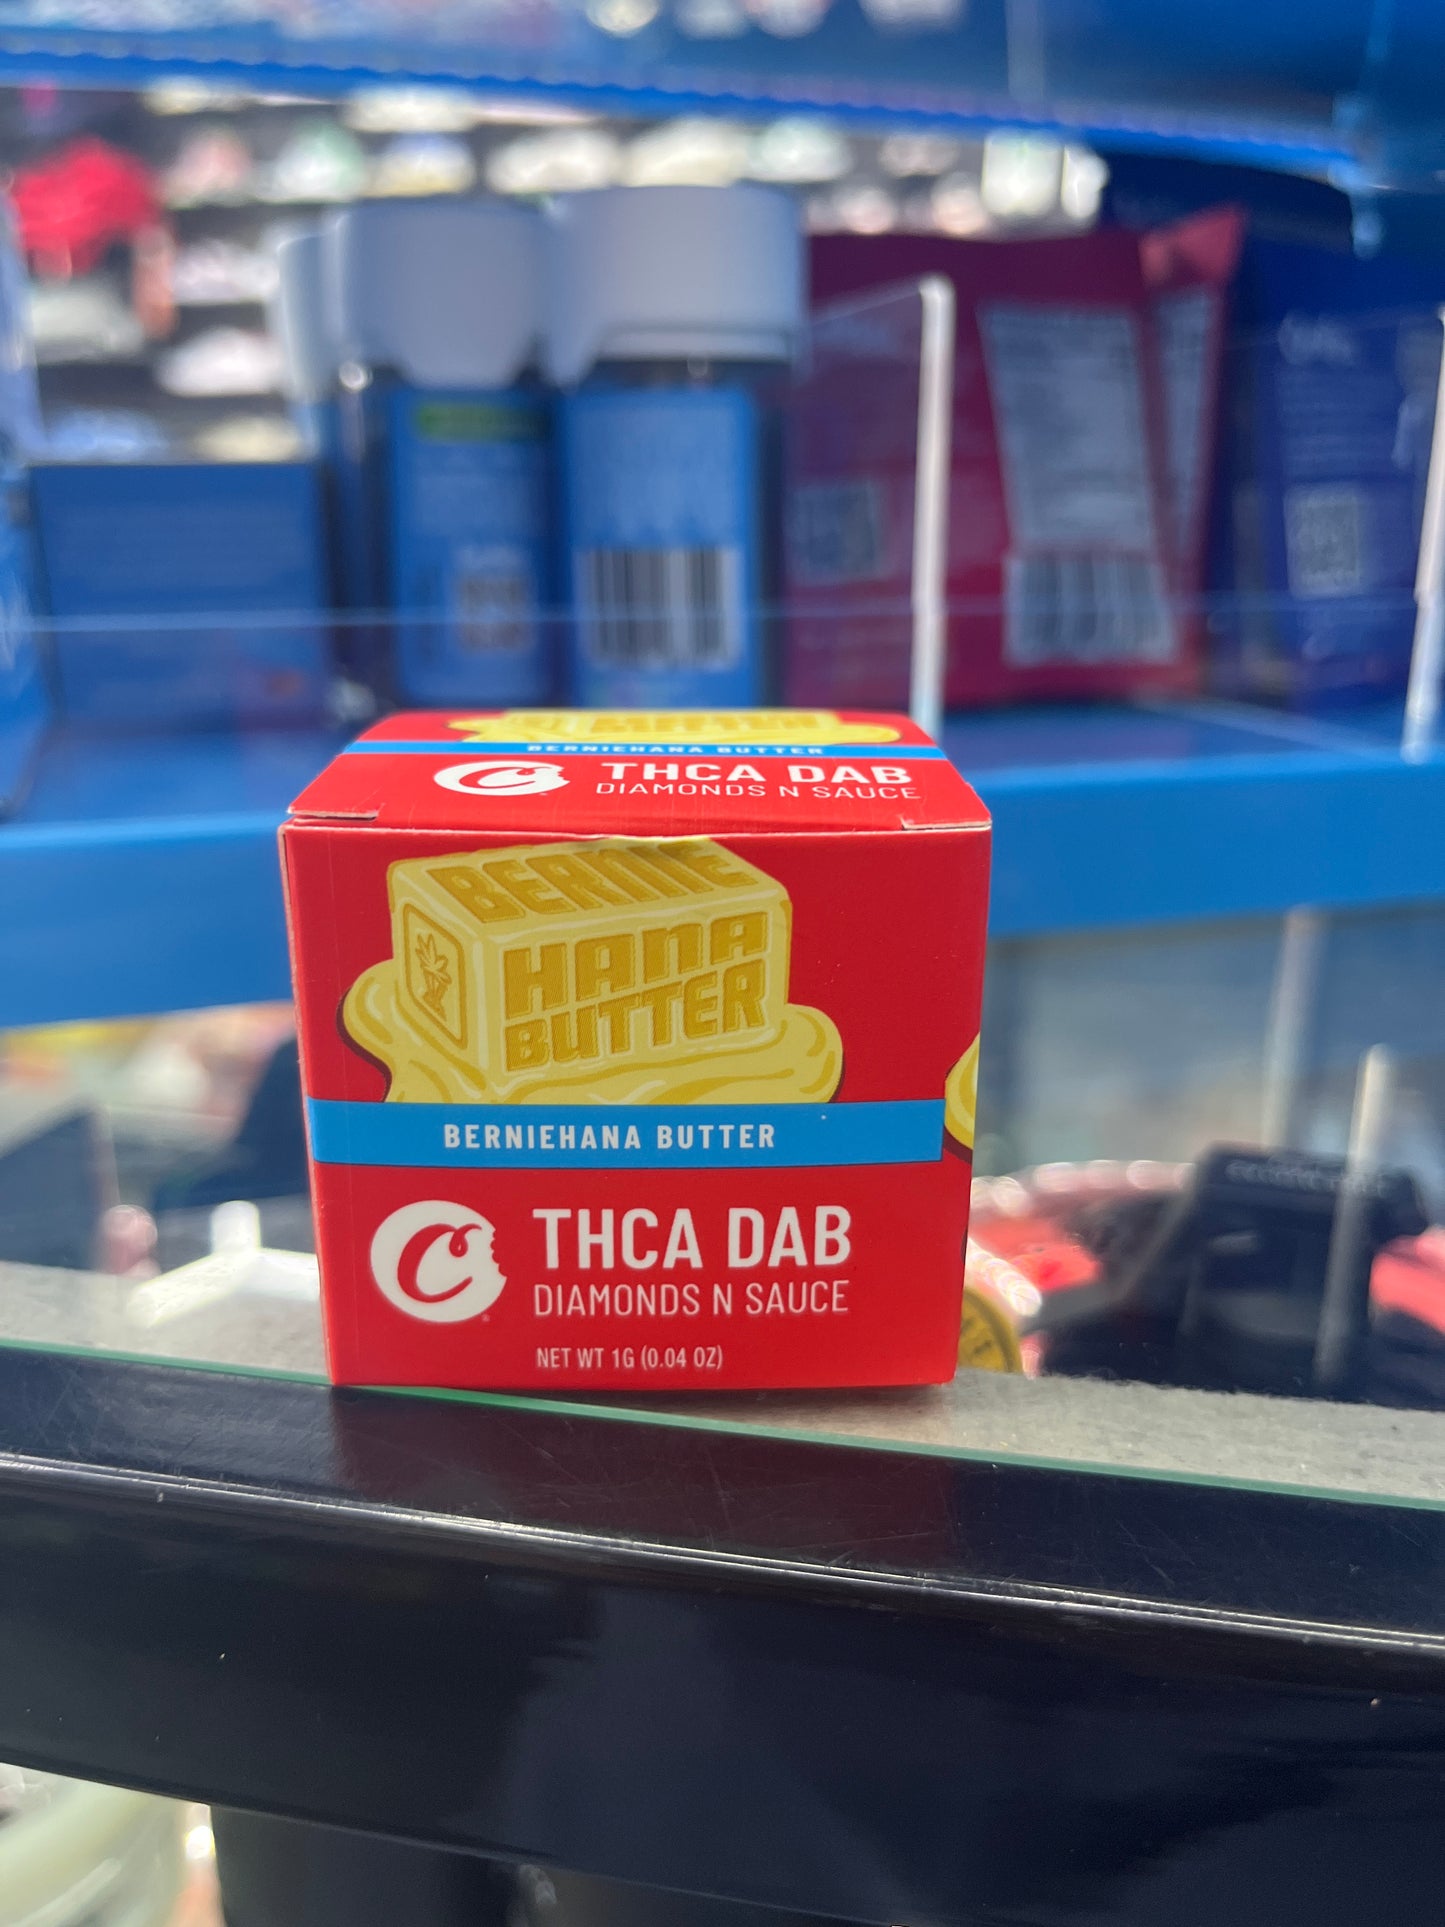 BERNIEHANA BUTTER
C THCA DAB
DIAMONDS N SAUCE
BERNIE
HANA
BUTTER
BERNIEHANA BUTTER
C THCA DAB
DIAMONDS N SAUCE
NET WT 1G (0.04 OZ)